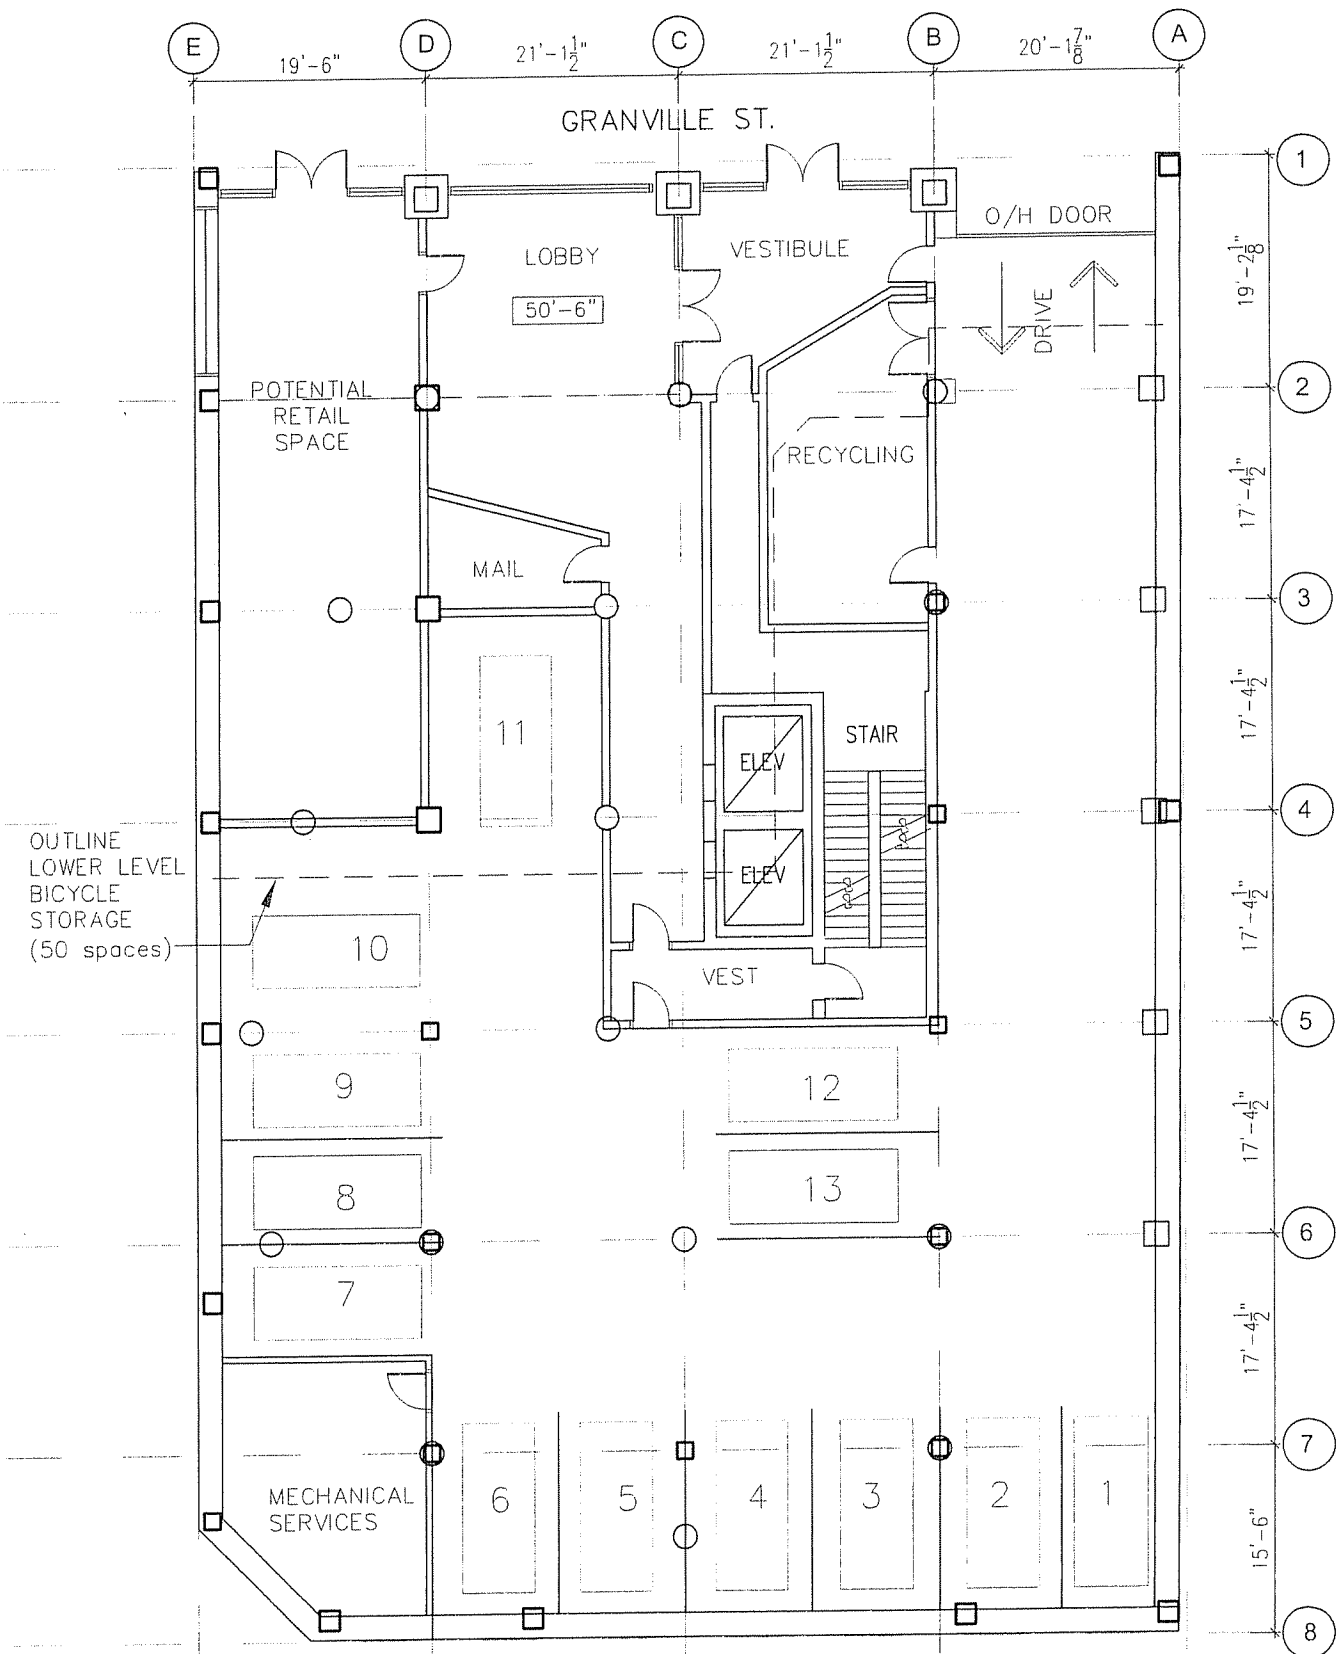 E
D
C
B
A
19'-6"
21'-1 1/2"
21'-1 1/2"
20'-1 7/8"
GRANVILLE ST.
1
O/H DOOR
LOBBY
VESTIBULE
50'-6"
DRIVE
19'-2 1/8"
2
POTENTIAL
RETAIL
SPACE
RECYCLING
17'-4 1/2"
MAIL
3
11
STAIR
ELEV
17'-4 1/2"
4
OUTLINE
LOWER LEVEL
BICYCLE
STORAGE
(50 spaces)
ELEV
10
VEST
17'-4 1/2"
5
9
12
17'-4 1/2"
8
13
6
7
17'-4 1/2"
7
MECHANICAL
SERVICES
6
5
4
3
2
1
15'-6"
8